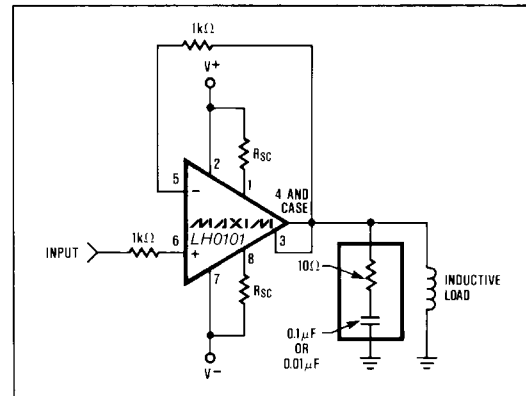 1kΩ
V+
RSC
2
1
5
−
4 AND
CASE
MAXIM
LH0101
3
INPUT
1kΩ
6
+
7
8
RSC
V−
10Ω
0.1µF
OR
0.01µF
INDUCTIVE
LOAD